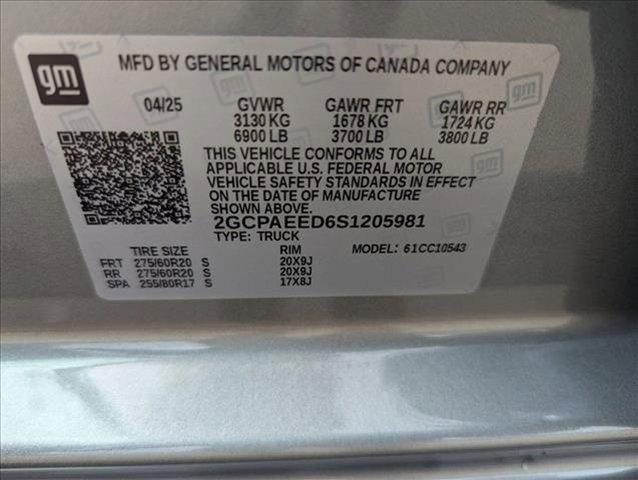 gm
MFD BY GENERAL MOTORS OF CANADA COMPANY
04/25 GVWR GAWR FRT GAWR RR
3130 KG 1678 KG 1724 KG
6900 LB 3700 LB 3800 LB
THIS VEHICLE CONFORMS TO ALL
APPLICABLE U.S. FEDERAL MOTOR
VEHICLE SAFETY STANDARDS IN EFFECT
ON THE DATE OF MANUFACTURE
SHOWN ABOVE.
2GCPAEED6S1205981
TYPE: TRUCK MODEL: 61CC10543
TIRE SIZE RIM
FRT 275/60R20 S 20X9J
RR 275/60R20 S 20X9J
SPA 255/80R17 S 17X8J